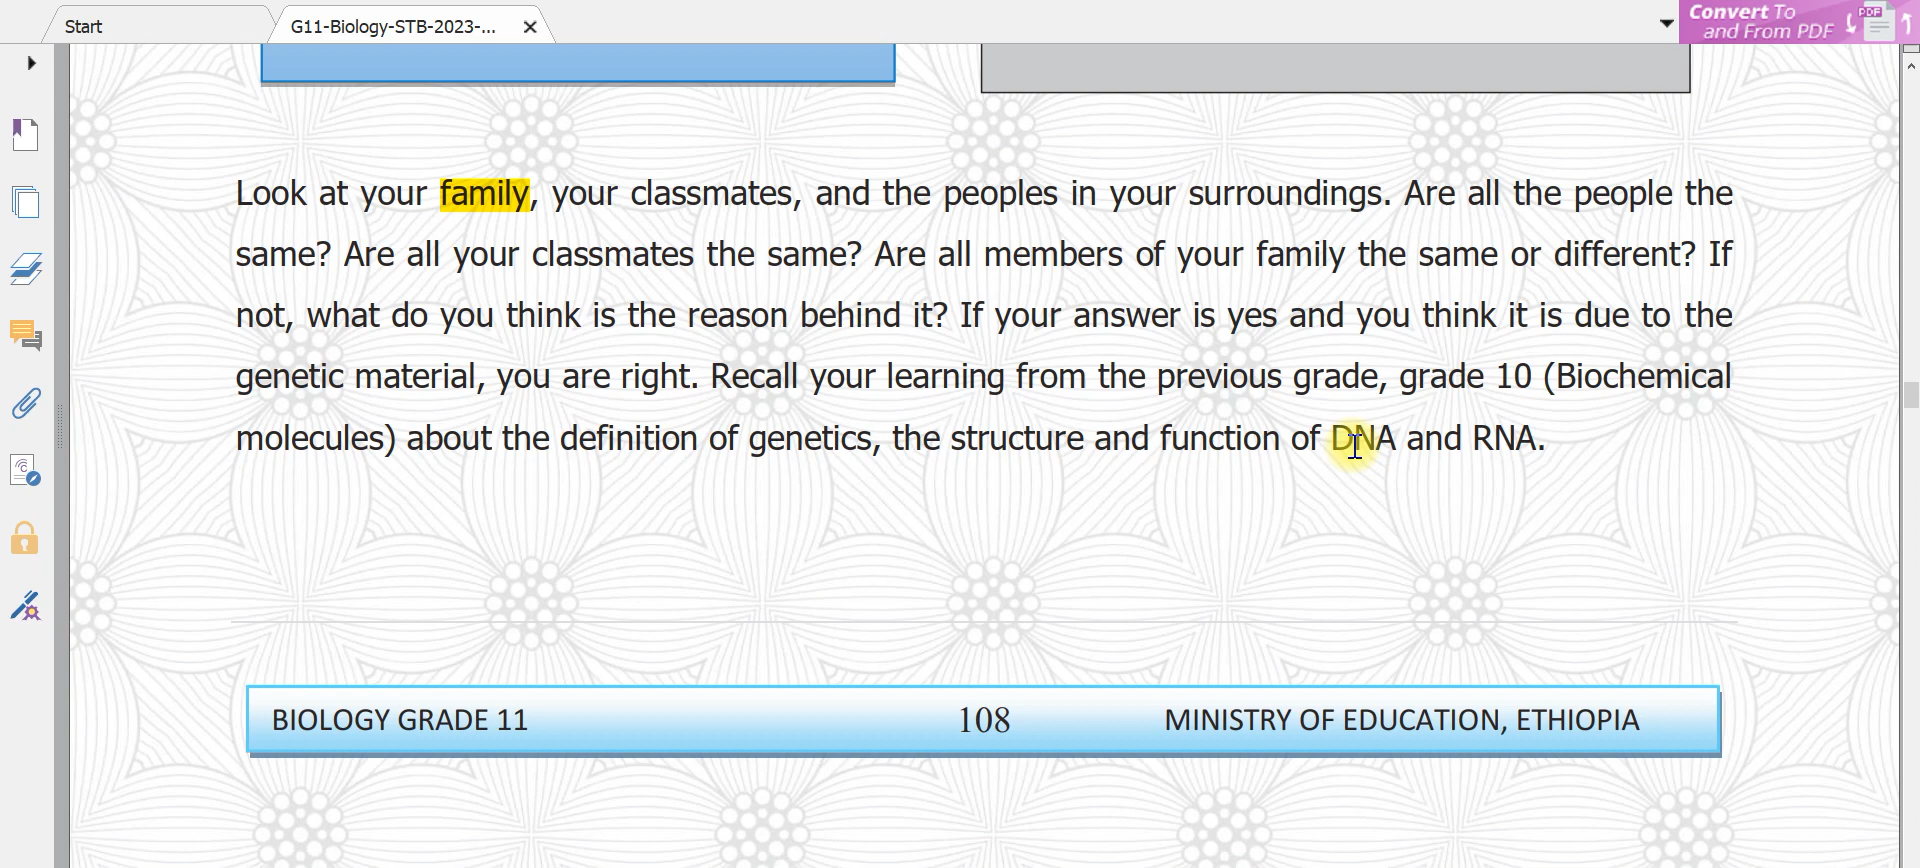 Start
G11-Biology-STB-2023-...
Convert To
and From PDF
PDF
Look at your family, your classmates, and the peoples in your surroundings. Are all the people the
same? Are all your classmates the same? Are all members of your family the same or different? If
not, what do you think is the reason behind it? If your answer is yes and you think it is due to the
genetic material, you are right. Recall your learning from the previous grade, grade 10 (Biochemical
molecules) about the definition of genetics, the structure and function of DNA and RNA.
BIOLOGY GRADE 11
108
MINISTRY OF EDUCATION, ETHIOPIA